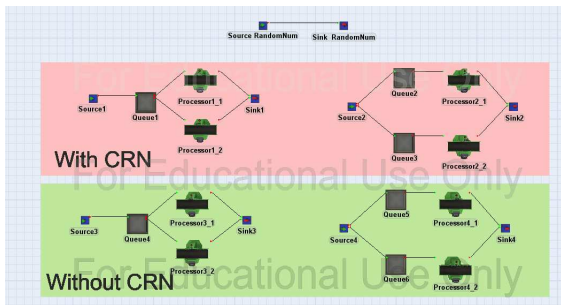 Source RandomNum Sink RandomNum
For Educational Use Only
Source1 Queue1 Processor1_1 Processor1_2 Sink1
Source2 Queue2 Queue3 Processor2_1 Processor2_2 Sink2
With CRN
For Educational Use Only
Source3 Queue4 Processor3_1 Processor3_2 Sink3
Source4 Queue5 Queue6 Processor4_1 Processor4_2 Sink4
Without CRN
For Educational Use Only